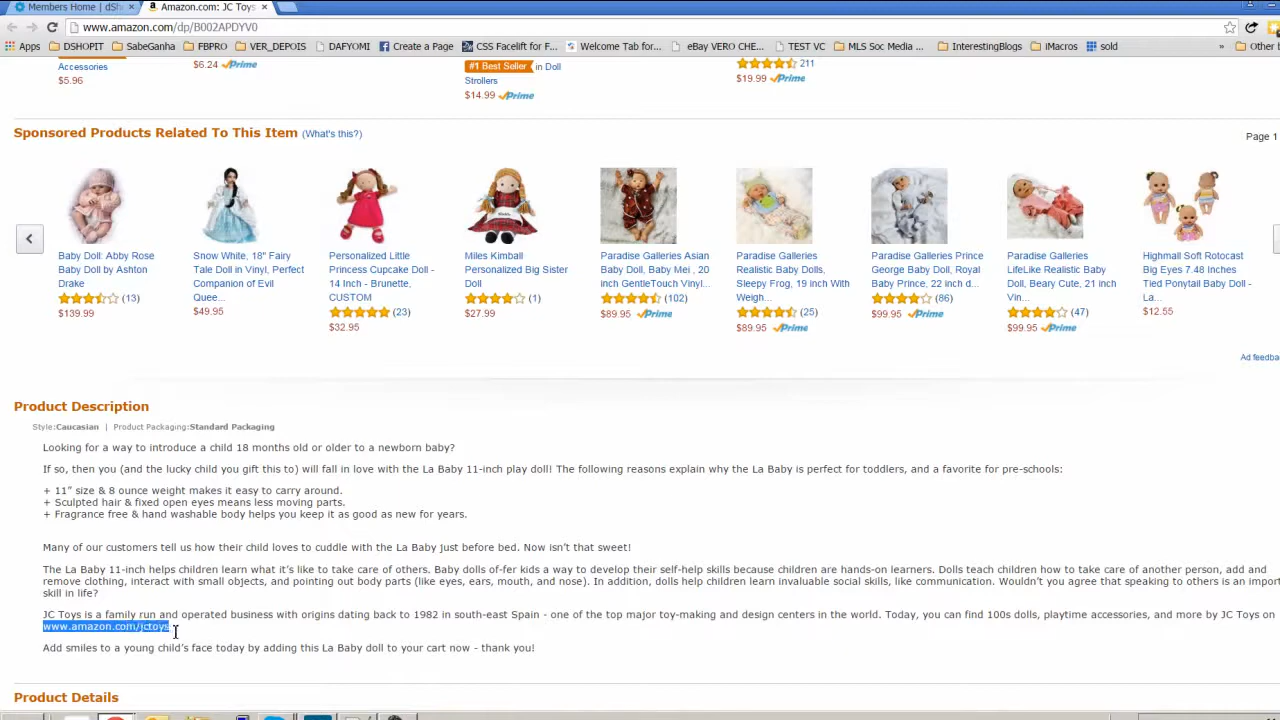 Members Home | dSh
Amazon.com: JC Toys
www.amazon.com/dp/B002APDYV0
Apps DSHOPIT SabeGanha FBPRO VER_DEPOIS DAFYOMI Create a Page CSS Facelift for F... Welcome Tab for... eBay VERO CHE... TEST VC MLS Soc Media ... InterestingBlogs iMacros sold » Other b
Accessories
$5.96
$6.24 Prime
#1 Best Seller in Doll
Strollers
$14.99 Prime
211
$19.99 Prime
Sponsored Products Related To This Item (What's this?)
Page 1
Baby Doll: Abby Rose
Baby Doll by Ashton
Drake
(13)
$139.99
Snow White, 18" Fairy
Tale Doll in Vinyl, Perfect
Companion of Evil
Quee...
$49.95
Personalized Little
Princess Cupcake Doll -
14 Inch - Brunette,
CUSTOM
(23)
$32.95
Miles Kimball
Personalized Big Sister
Doll
(1)
$27.99
Paradise Galleries Asian
Baby Doll, Baby Mei , 20
inch GentleTouch Vinyl...
(102)
$89.95 Prime
Paradise Galleries
Realistic Baby Dolls,
Sleepy Frog, 19 inch With
Weigh...
(25)
$89.95 Prime
Paradise Galleries Prince
George Baby Doll, Royal
Baby Prince, 22 inch d...
(86)
$99.95 Prime
Paradise Galleries
LifeLike Realistic Baby
Doll, Beary Cute, 21 inch
Vin...
(47)
$99.95 Prime
Highmall Soft Rotocast
Big Eyes 7.48 Inches
Tied Ponytail Baby Doll -
La...
$12.55
Ad feedba
Product Description
Style:Caucasian | Product Packaging:Standard Packaging
Looking for a way to introduce a child 18 months old or older to a newborn baby?
If so, then you (and the lucky child you gift this to) will fall in love with the La Baby 11-inch play doll! The following reasons explain why the La Baby is perfect for toddlers, and a favorite for pre-schools:
+ 11" size & 8 ounce weight makes it easy to carry around.
+ Sculpted hair & fixed open eyes means less moving parts.
+ Fragrance free & hand washable body helps you keep it as good as new for years.
Many of our customers tell us how their child loves to cuddle with the La Baby just before bed. Now isn't that sweet!
The La Baby 11-inch helps children learn what it's like to take care of others. Baby dolls of-fer kids a way to develop their self-help skills because children are hands-on learners. Dolls teach children how to take care of another person, add and
remove clothing, interact with small objects, and pointing out body parts (like eyes, ears, mouth, and nose). In addition, dolls help children learn invaluable social skills, like communication. Wouldn't you agree that speaking to others is an impor
skill in life?
JC Toys is a family run and operated business with origins dating back to 1982 in south-east Spain - one of the top major toy-making and design centers in the world. Today, you can find 100s dolls, playtime accessories, and more by JC Toys on
www.amazon.com/jctoys
Add smiles to a young child's face today by adding this La Baby doll to your cart now - thank you!
Product Details